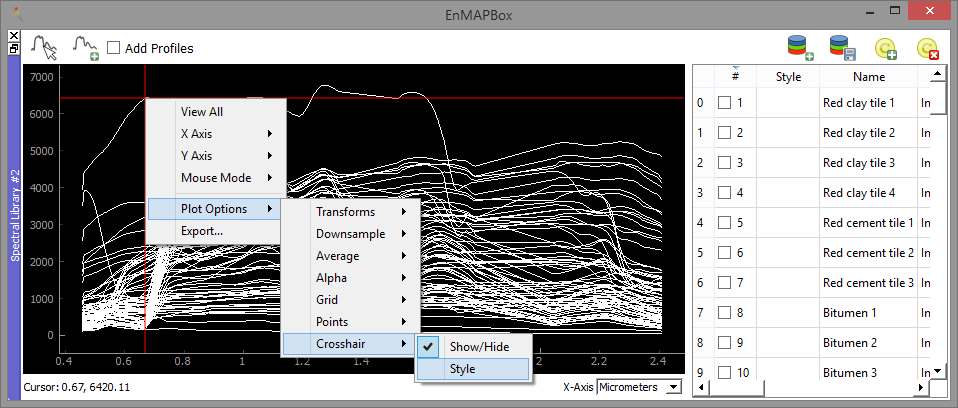 EnMAPBox
Add Profiles
Spectral Library #2
7000
6000
5000
4000
3000
2000
1000
0
0.4 0.6 0.8 2.2 2.4
View All
X Axis
Y Axis
Mouse Mode
Plot Options
Export...
Transforms
Downsample
Average
Alpha
Grid
Points
Crosshair
Show/Hide
Style
Cursor: 0.67, 6420.11
X-Axis Micrometers
# Style Name
0 1 Red clay tile 1 In
1 2 Red clay tile 2 In
2 3 Red clay tile 3 In
3 4 Red clay tile 4 In
4 5 Red cement tile 1 In
5 6 Red cement tile 2 In
6 7 Red cement tile 3 In
7 8 Bitumen 1 In
8 9 Bitumen 2 In
9 10 Bitumen 3 In